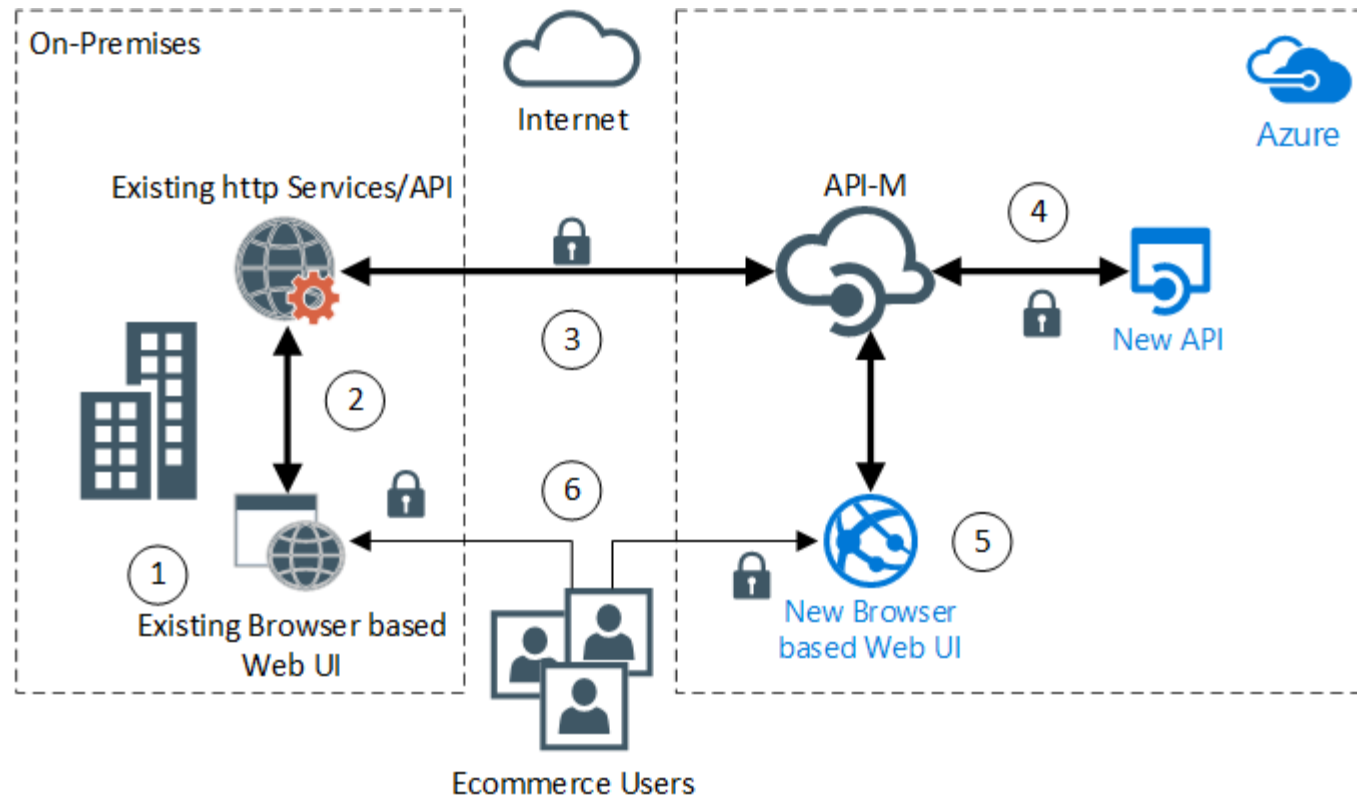 On-Premises
Internet
Azure
Existing http Services/API
API-M
4
New API
3
2
6
5
1
Existing Browser based
Web UI
New Browser
based Web UI
Ecommerce Users